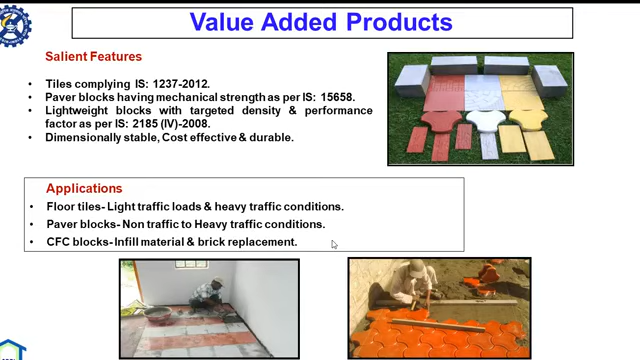 Value Added Products
Salient Features
• Tiles complying IS: 1237-2012.
• Paver blocks having mechanical strength as per IS: 15658.
• Lightweight blocks with targeted density & performance
factor as per IS: 2185 (IV)-2008.
• Dimensionally stable, Cost effective & durable.
Applications
• Floor tiles- Light traffic loads & heavy traffic conditions.
• Paver blocks- Non traffic to Heavy traffic conditions.
• CFC blocks- Infill material & brick replacement.